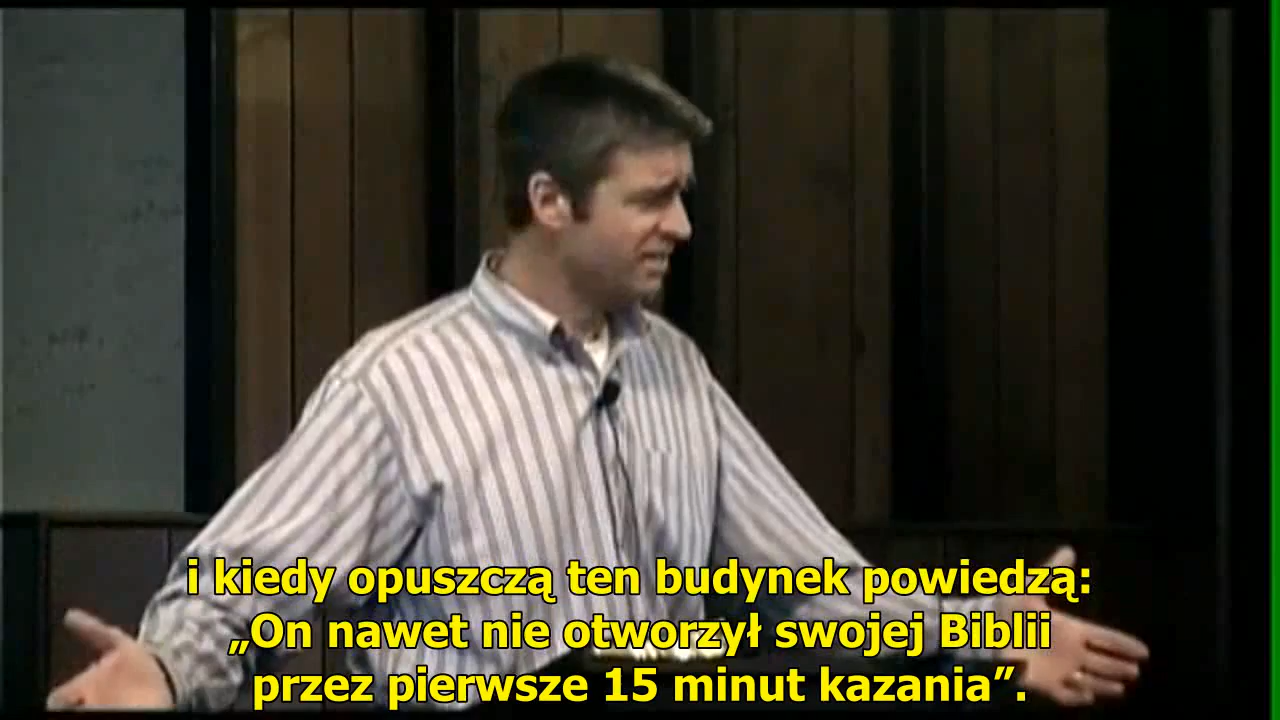 i kiedy opuszczą ten budynek powiedzą:
„On nawet nie otworzył swojej Biblii
przez pierwsze 15 minut kazania”.